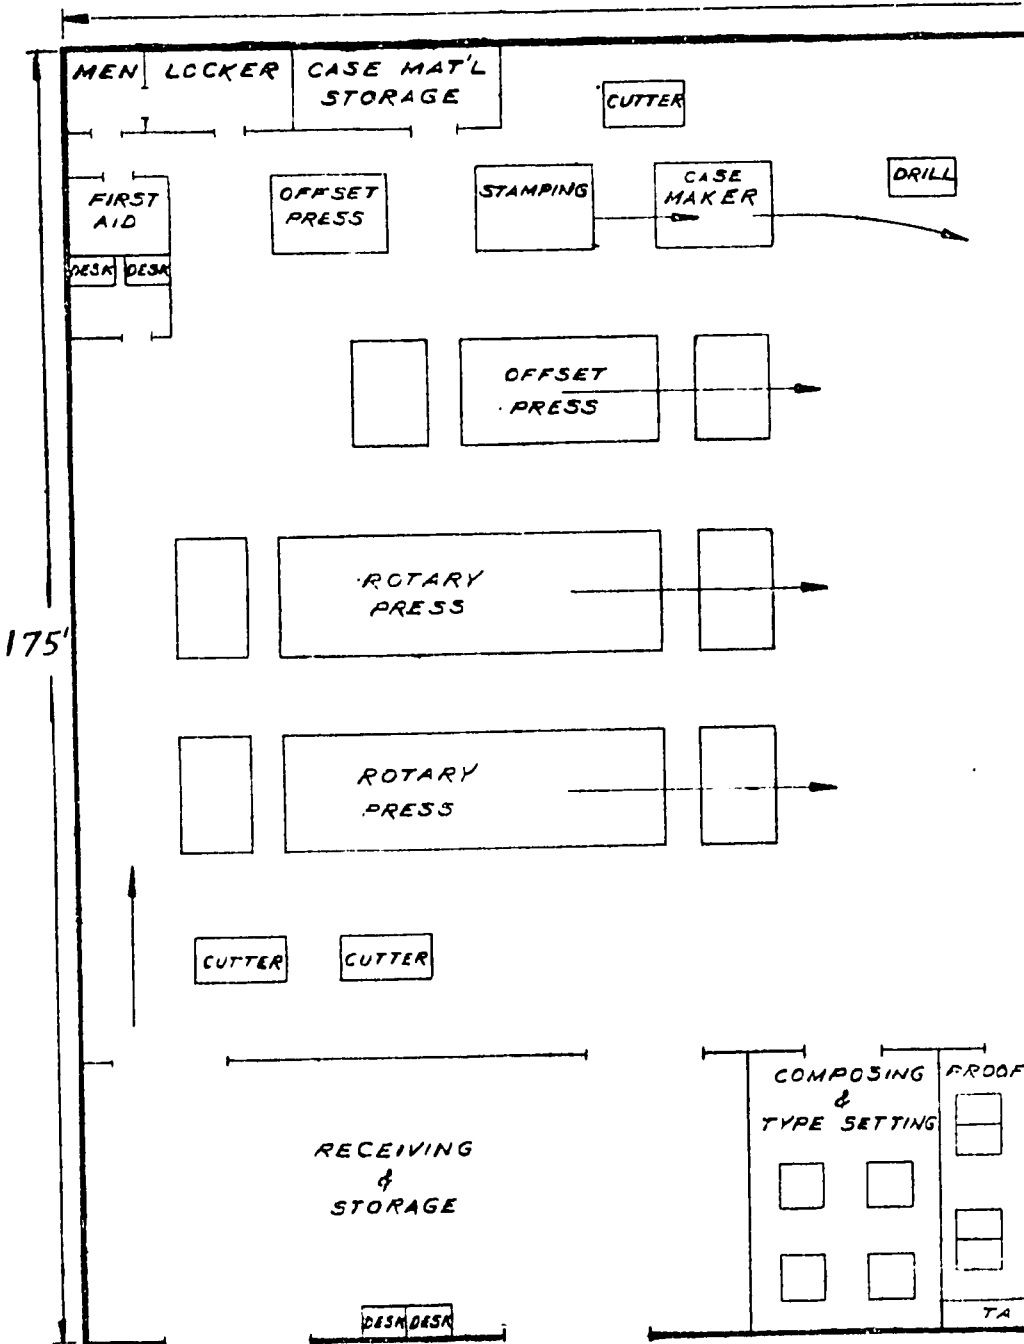 MEN
LOCKER
CASE MAT'L
STORAGE
CUTTER
FIRST
AID
OFFSET
PRESS
STAMPING
CASE
MAKER
DRILL
DESK
DESK
OFFSET
PRESS
ROTARY
PRESS
175'
ROTARY
PRESS
CUTTER
CUTTER
COMPOSING
&
TYPE SETTING
PROOF
RECEIVING
&
STORAGE
DESK
DESK
TA